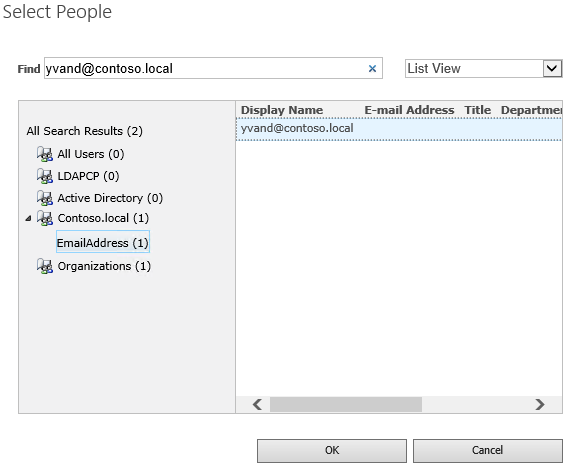 Select People
Find yvand@contoso.local × List View
Display Name E-mail Address Title Departmen
yvand@contoso.local
All Search Results (2)
All Users (0)
LDAPCP (0)
Active Directory (0)
Contoso.local (1)
EmailAddress (1)
Organizations (1)
OK Cancel